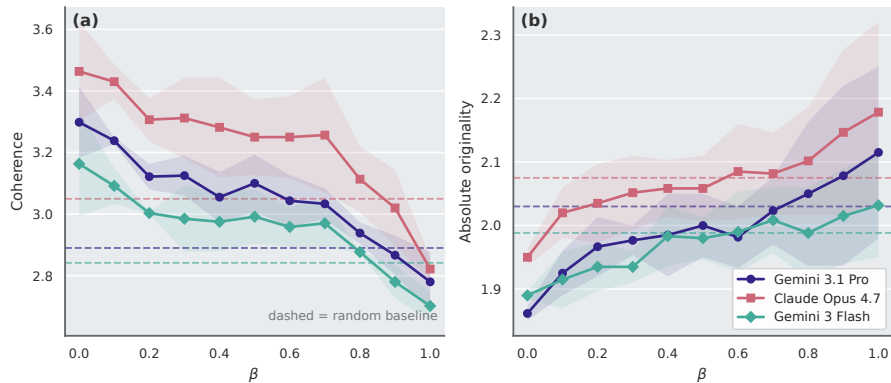 (a)
Coherence
3.6
3.4
3.2
3.0
2.8
dashed = random baseline
0.0 0.2 0.4 0.6 0.8 1.0
β
(b)
Absolute originality
2.3
2.2
2.1
2.0
1.9
Gemini 3.1 Pro
Claude Opus 4.7
Gemini 3 Flash
0.0 0.2 0.4 0.6 0.8 1.0
β